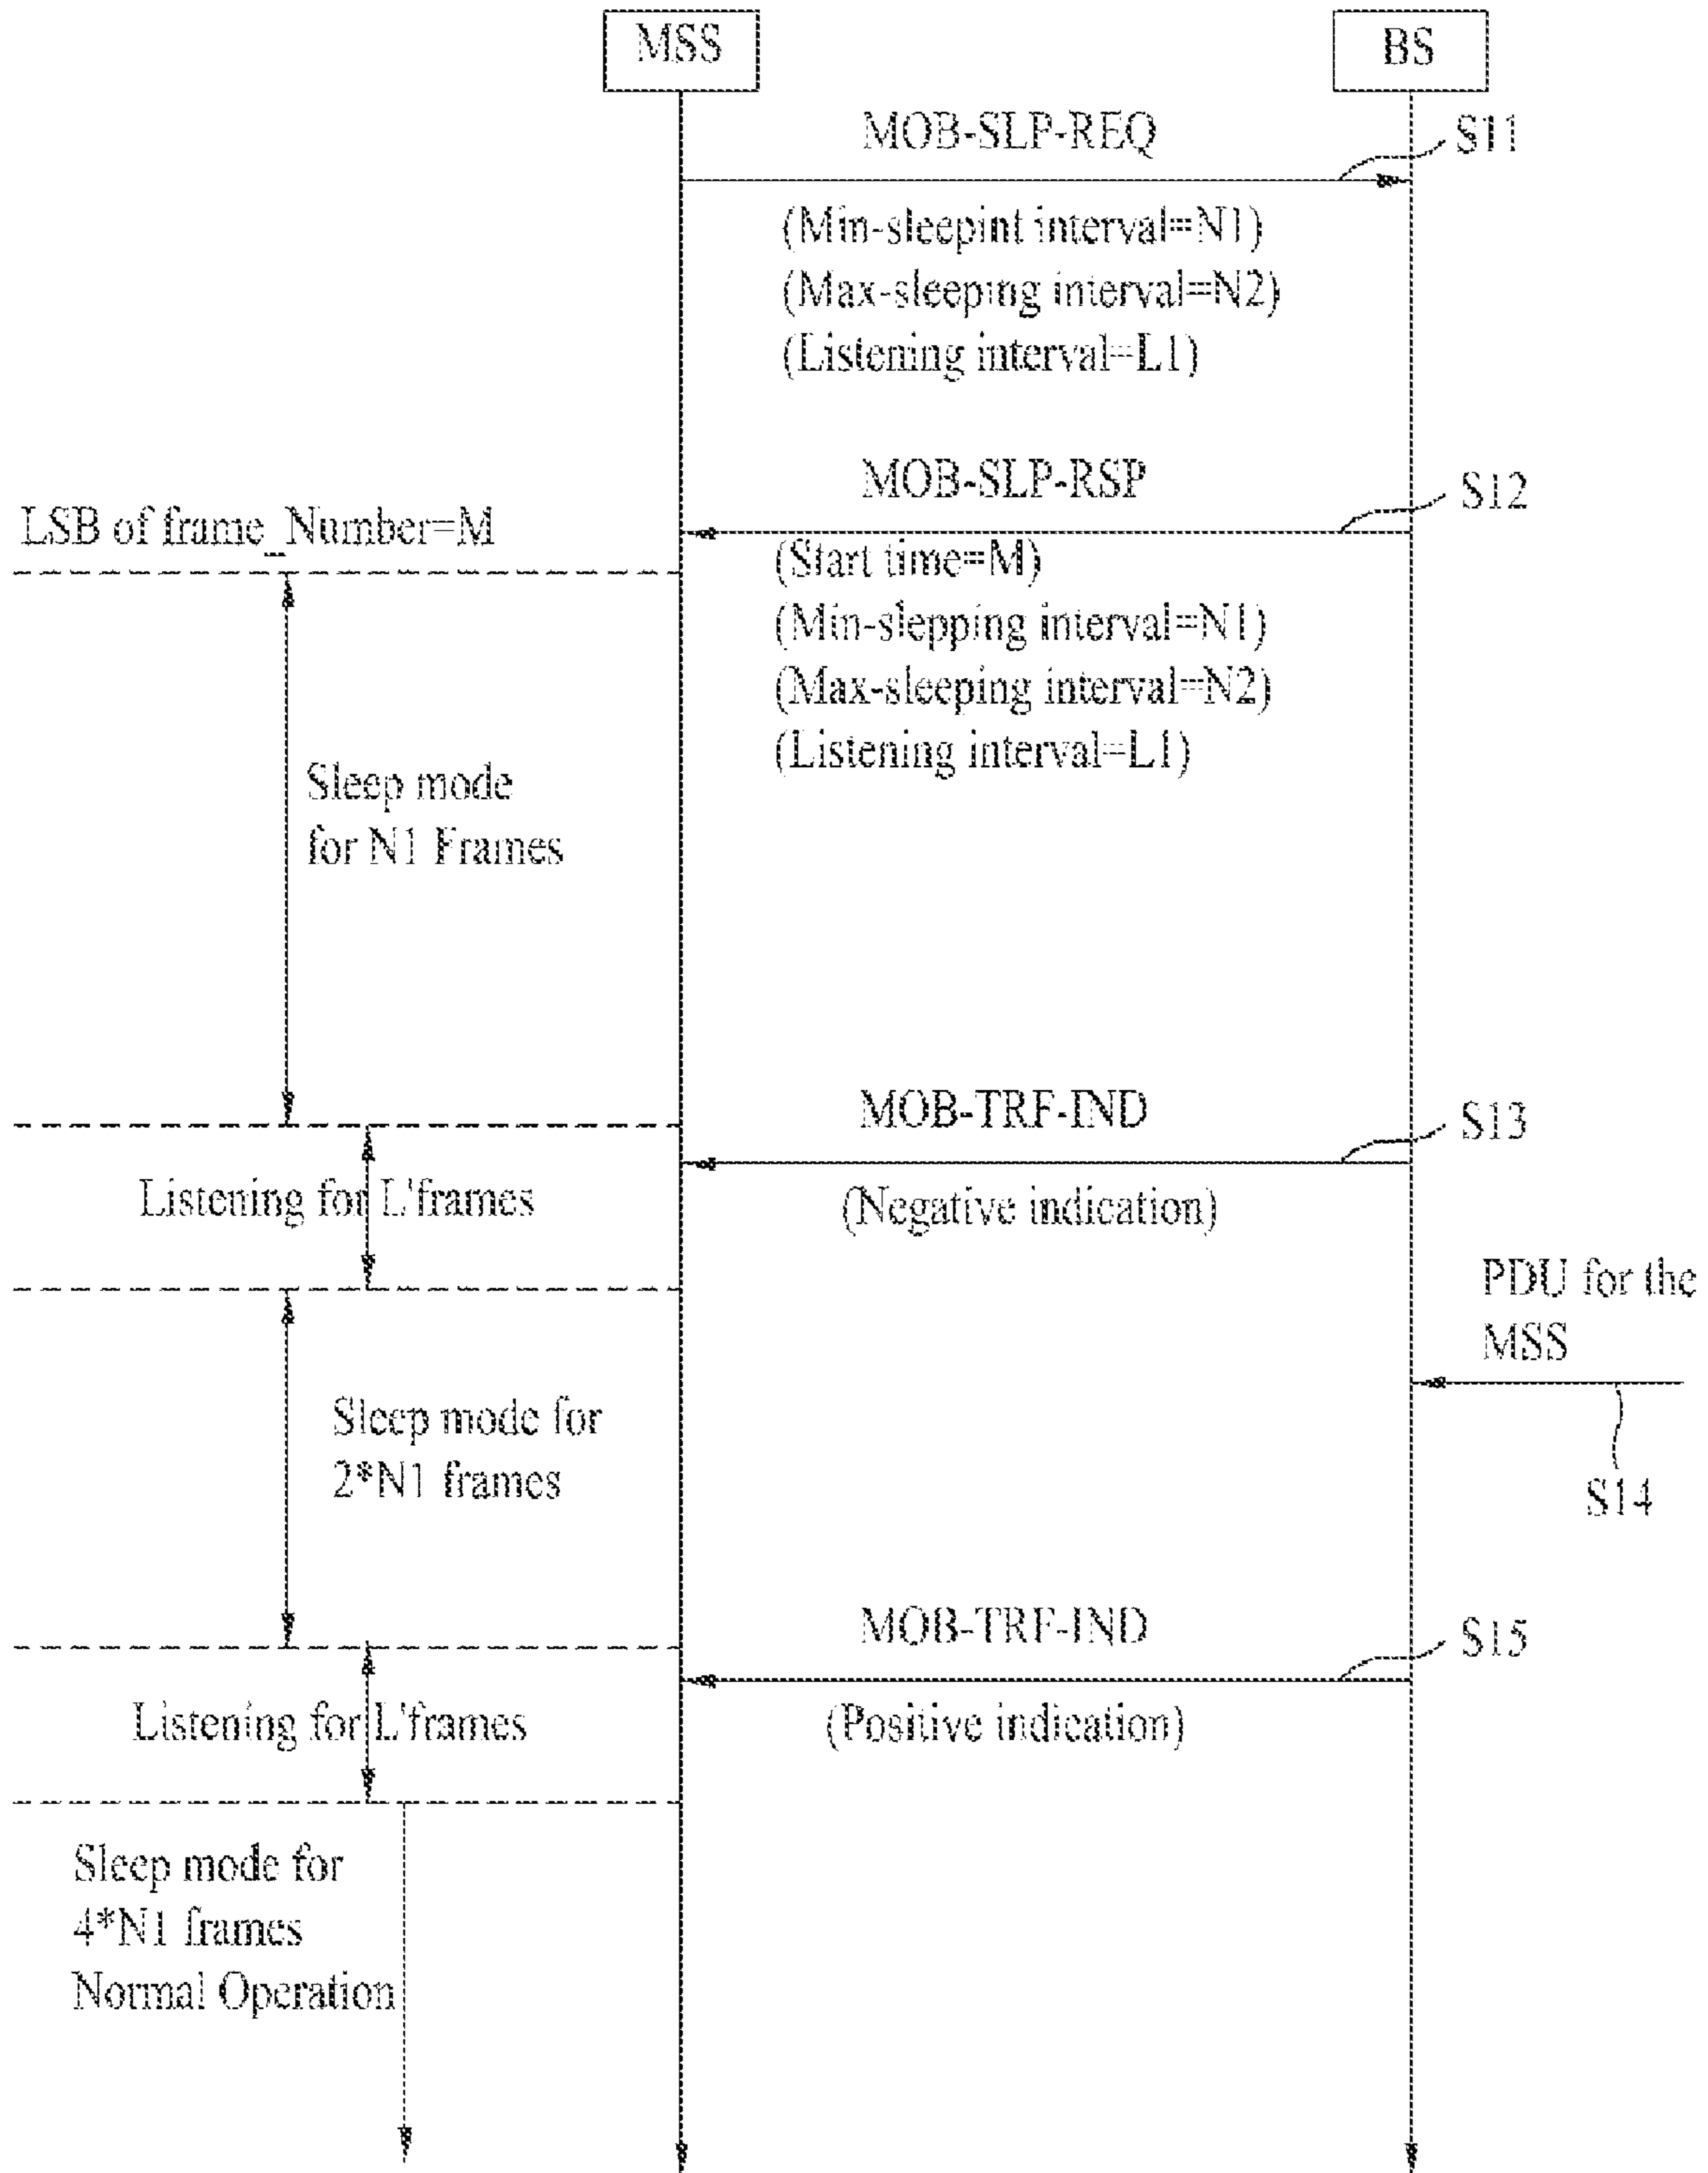 MSS
BS
MOB-SLP-REQ
S11
(Min-sleepint interval=N1)
(Max-sleeping interval=N2)
(Listening interval=L1)
MOB-SLP-RSP
S12
LSB of frame_Number=M
(Start time=M)
(Min-slepping interval=N1)
(Max-sleeping interval=N2)
(Listening interval=L1)
Sleep mode
for N1 Frames
MOB-TRF-IND
S13
Listening for L'frames
(Negative indication)
PDU for the
MSS
Sleep mode for
2*N1 frames
S14
MOB-TRF-IND
S15
Listening for L'frames
(Positive indication)
Sleep mode for
4*N1 frames
Normal Operation